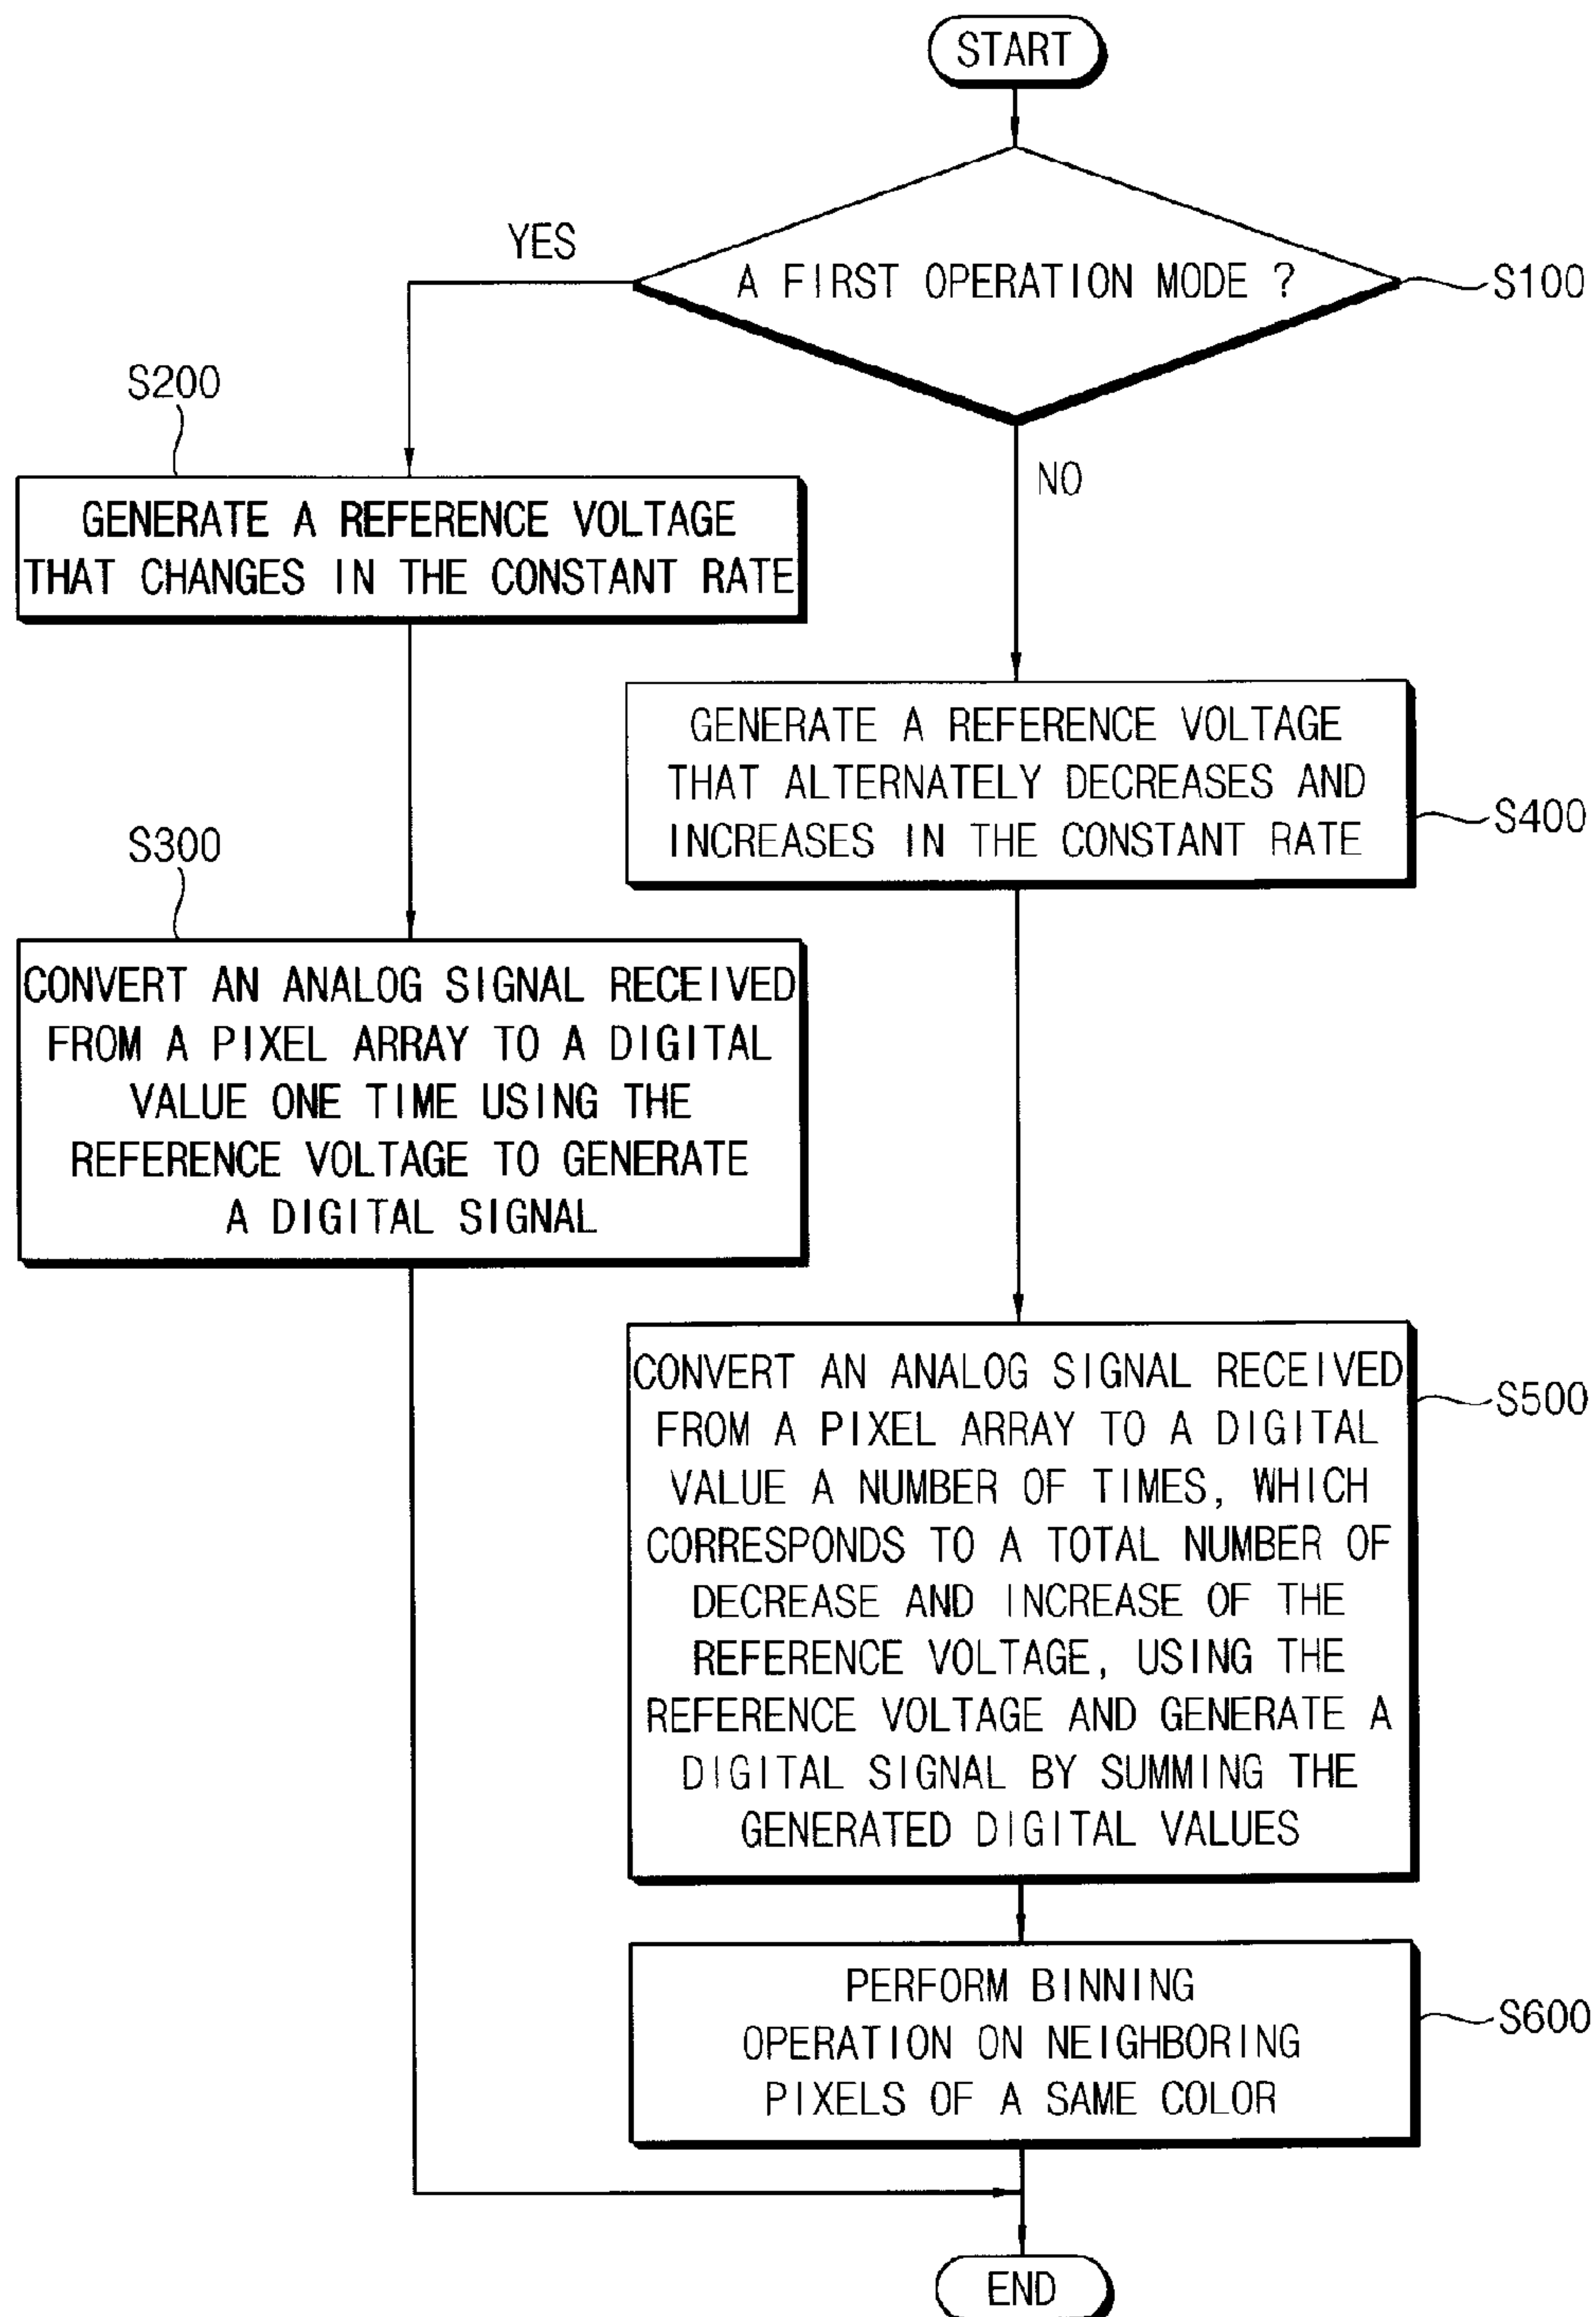 START
A FIRST OPERATION MODE ?
S100
YES
NO
S200
GENERATE A REFERENCE VOLTAGE
THAT CHANGES IN THE CONSTANT RATE
S300
CONVERT AN ANALOG SIGNAL RECEIVED
FROM A PIXEL ARRAY TO A DIGITAL
VALUE ONE TIME USING THE
REFERENCE VOLTAGE TO GENERATE
A DIGITAL SIGNAL
GENERATE A REFERENCE VOLTAGE
THAT ALTERNATELY DECREASES AND
INCREASES IN THE CONSTANT RATE
S400
CONVERT AN ANALOG SIGNAL RECEIVED
FROM A PIXEL ARRAY TO A DIGITAL
VALUE A NUMBER OF TIMES, WHICH
CORRESPONDS TO A TOTAL NUMBER OF
DECREASE AND INCREASE OF THE
REFERENCE VOLTAGE, USING THE
REFERENCE VOLTAGE AND GENERATE A
DIGITAL SIGNAL BY SUMMING THE
GENERATED DIGITAL VALUES
S500
PERFORM BINNING
OPERATION ON NEIGHBORING
PIXELS OF A SAME COLOR
S600
END